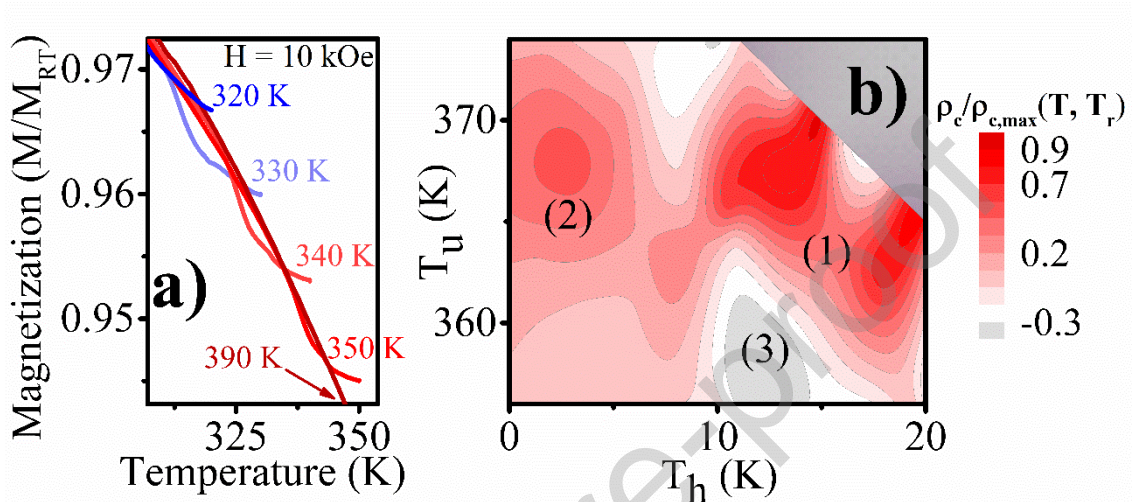 Magnetization (M/M_RT)
0.97
0.96
0.95
H = 10 kOe
320 K
330 K
340 K
350 K
390 K
a)
325
350
Temperature (K)
T_u (K)
370
360
b)
(1)
(2)
(3)
0
10
20
T_h (K)
ρ_c/ρ_c,max(T, T_r)
0.9
0.7
0.2
-0.3